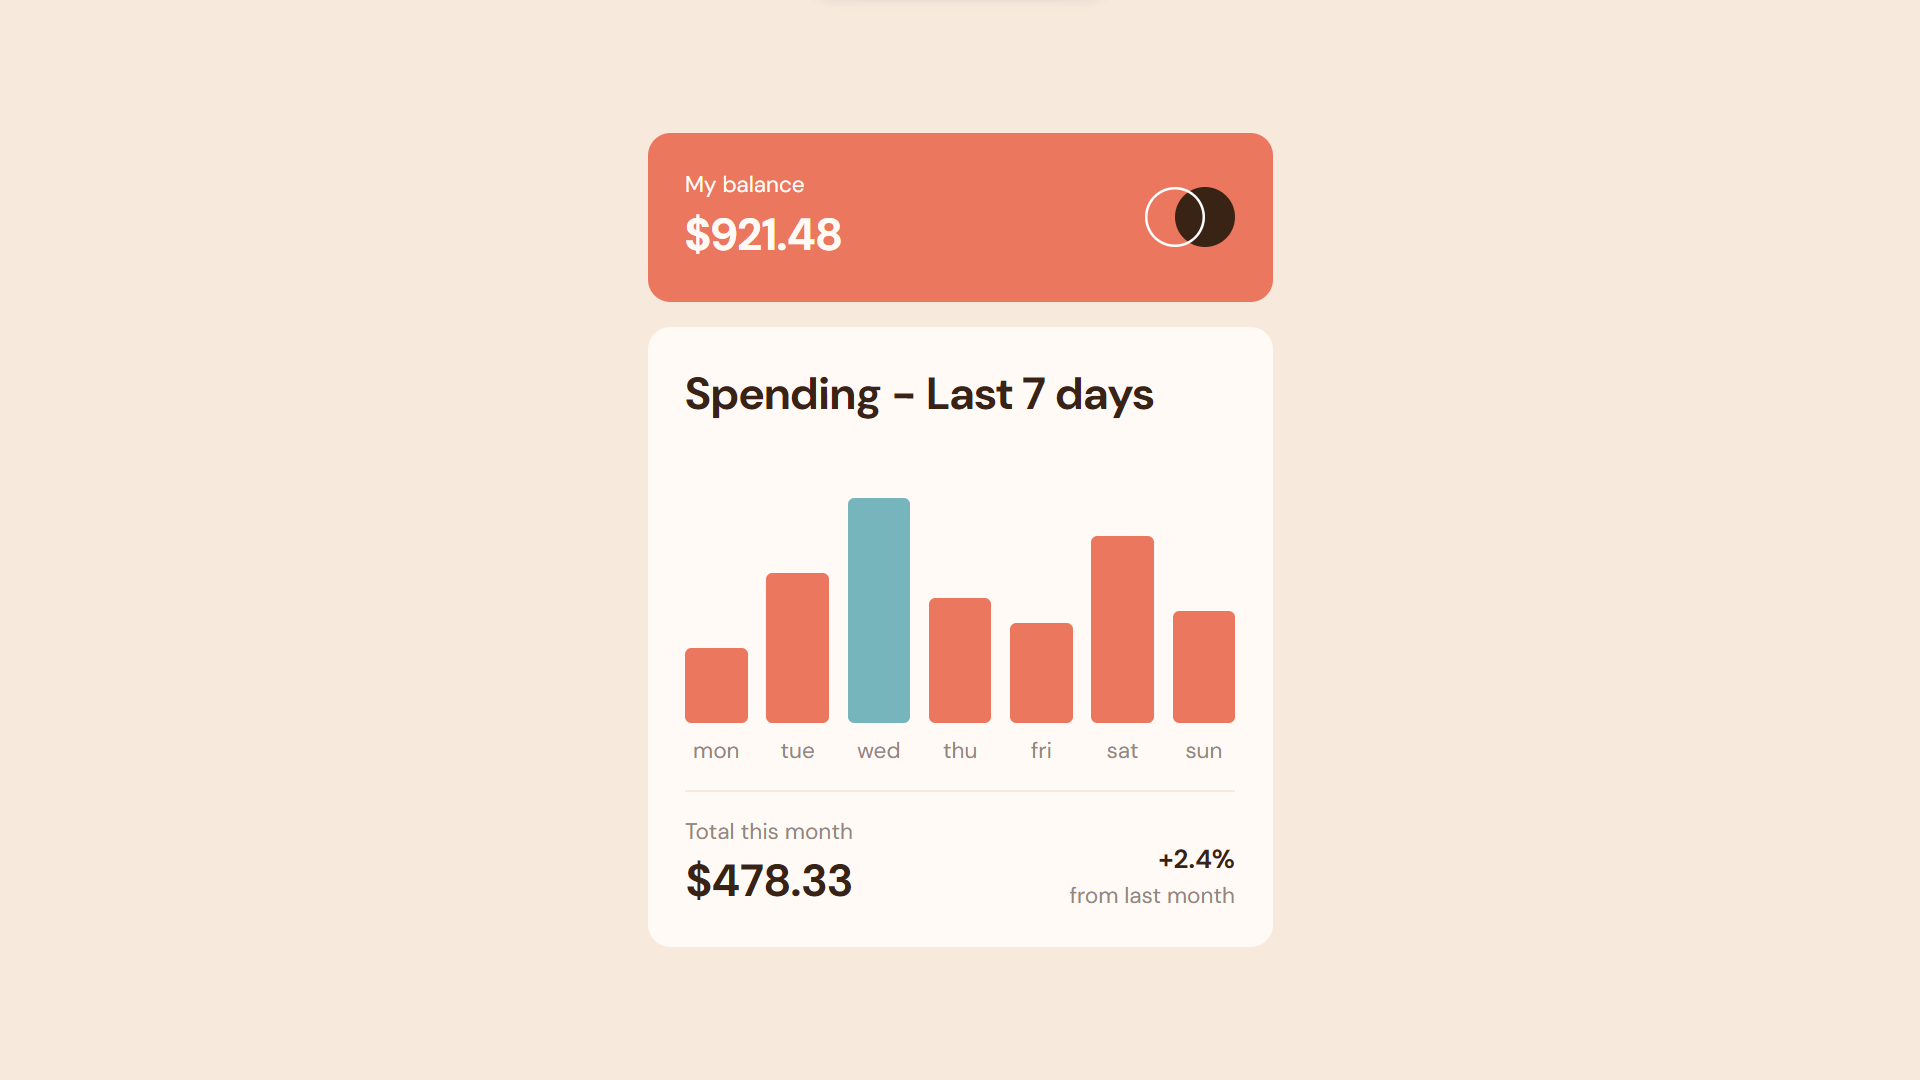 My balance
$921.48
Spending - Last 7 days
mon tue wed thu fri sat sun
Total this month
$478.33
+2.4%
from last month